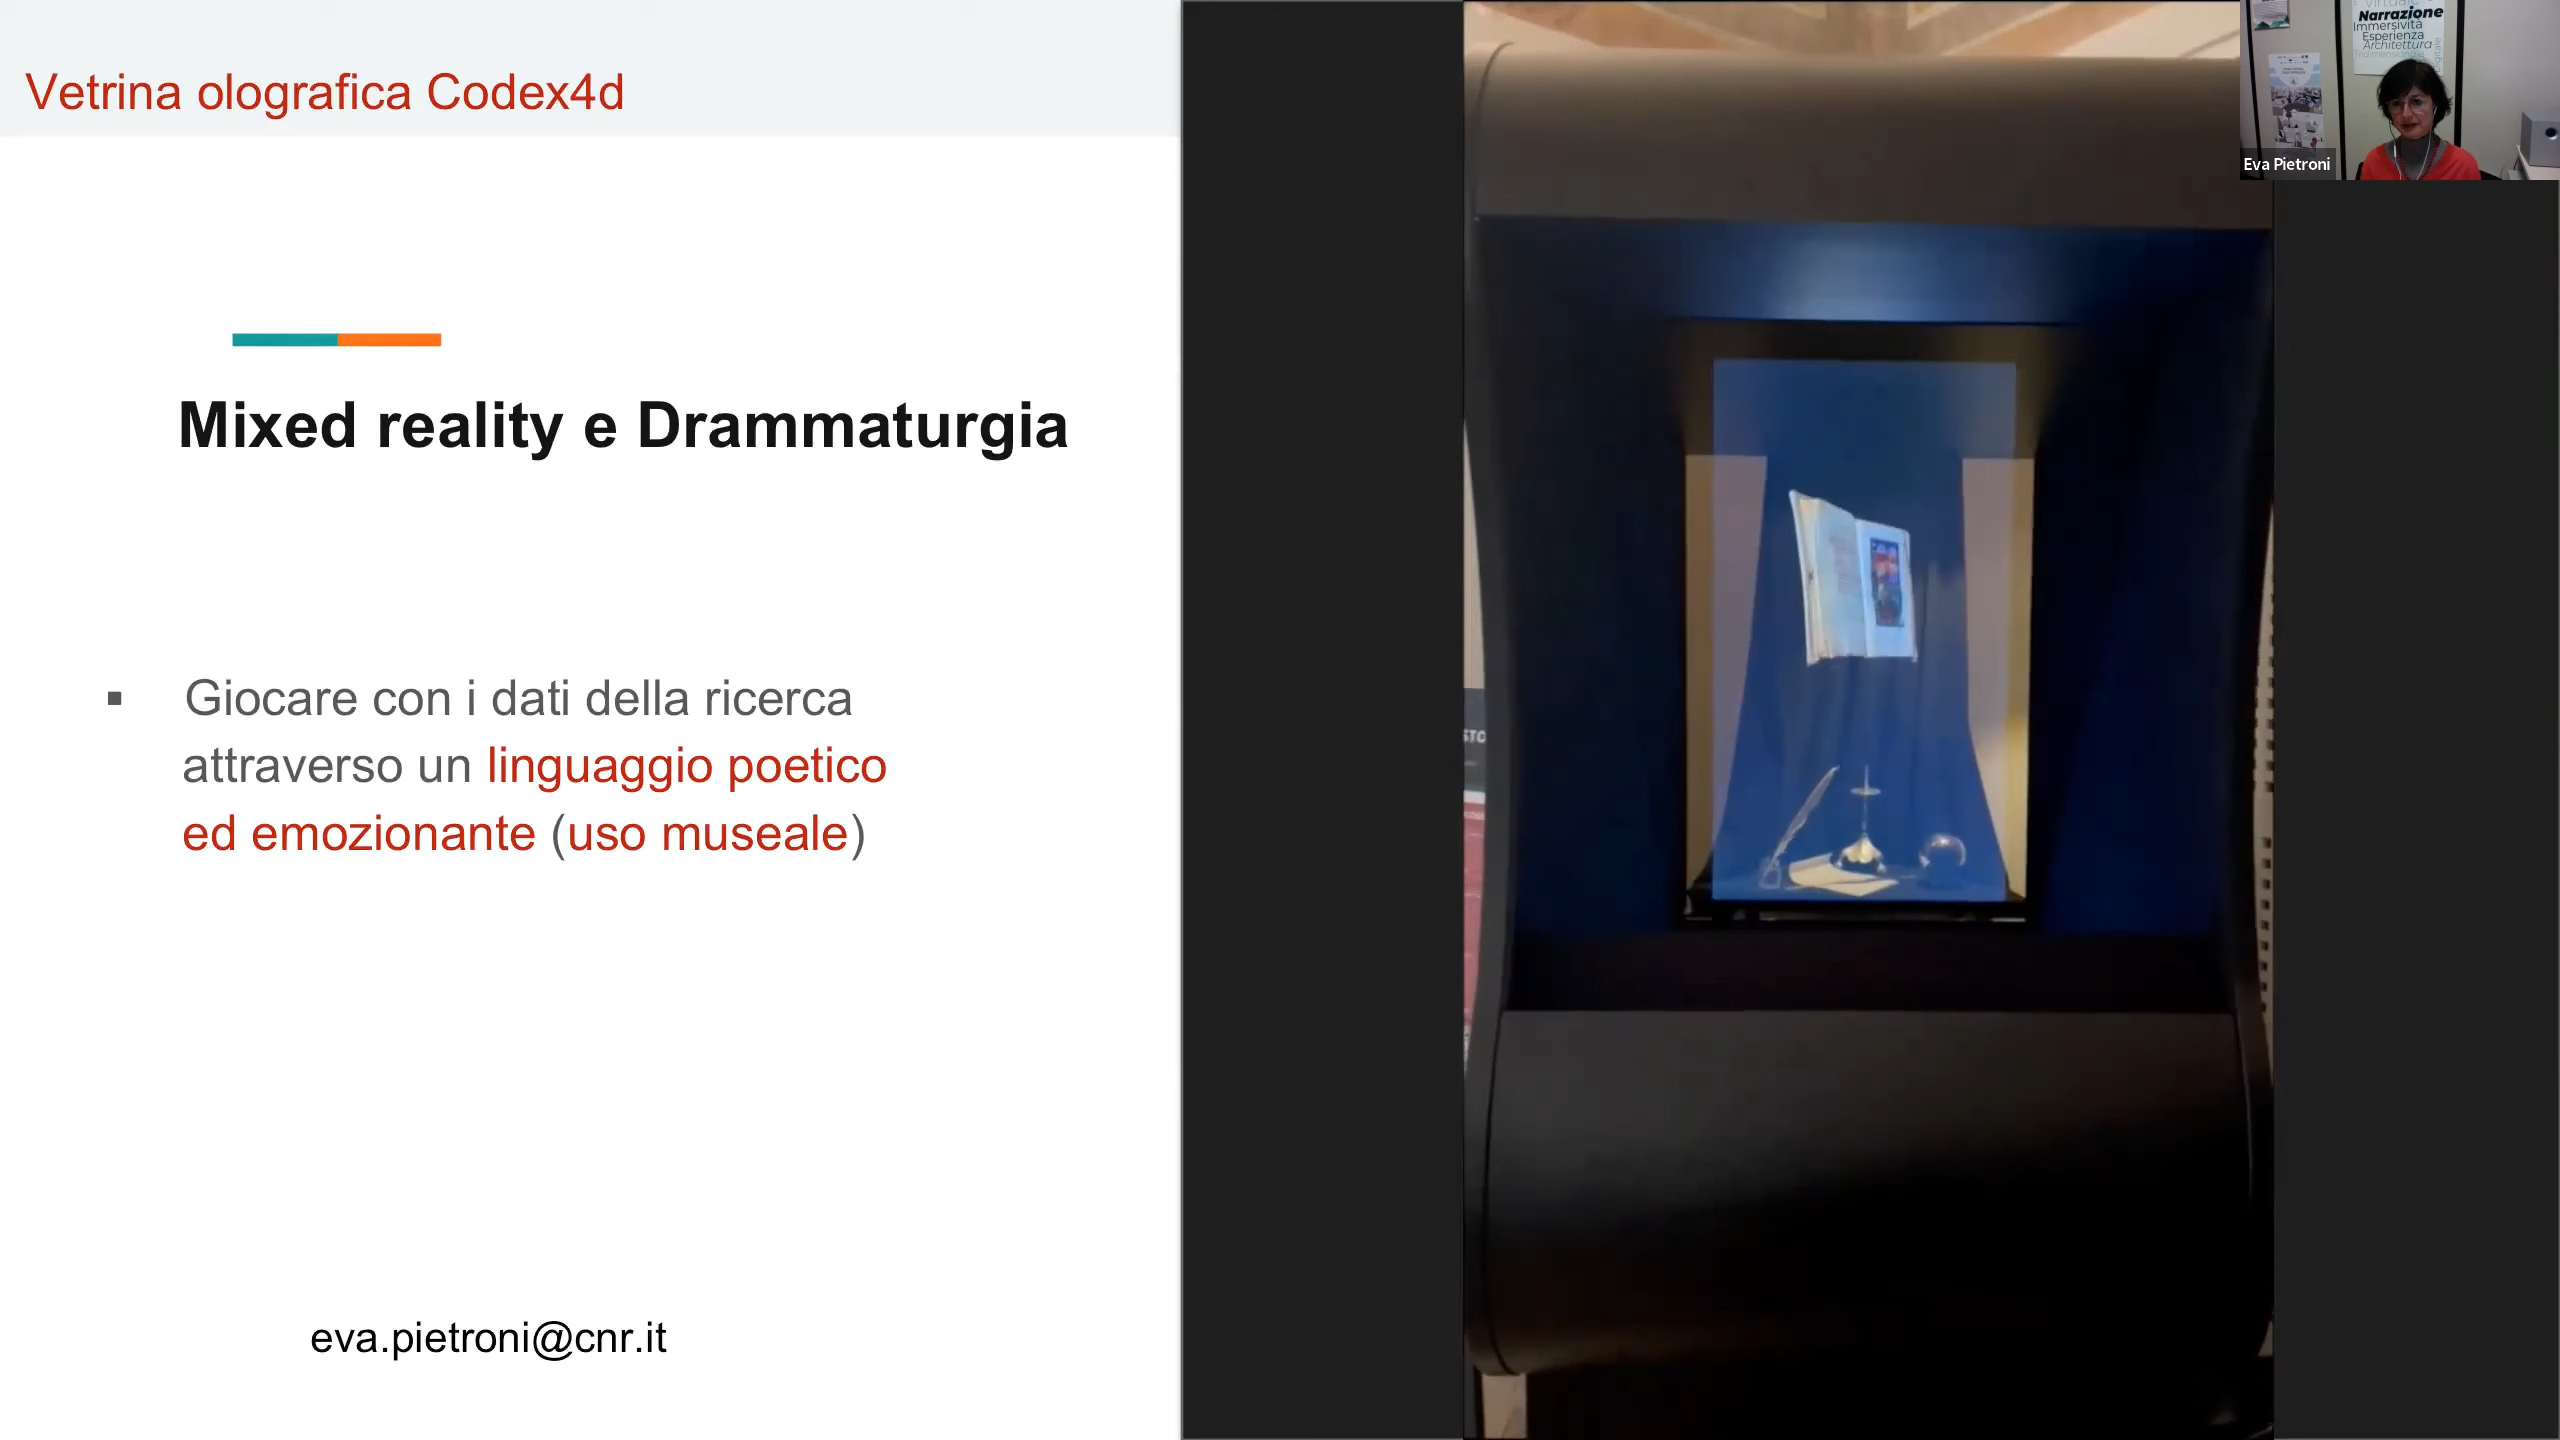 Vetrina olografica Codex4d
Mixed reality e Drammaturgia
▪ Giocare con i dati della ricerca
attraverso un linguaggio poetico
ed emozionante (uso museale)
eva.pietroni@cnr.it
Narrazione
Immersività
Esperienza
Architettura
Tridimensionale
Eva Pietroni